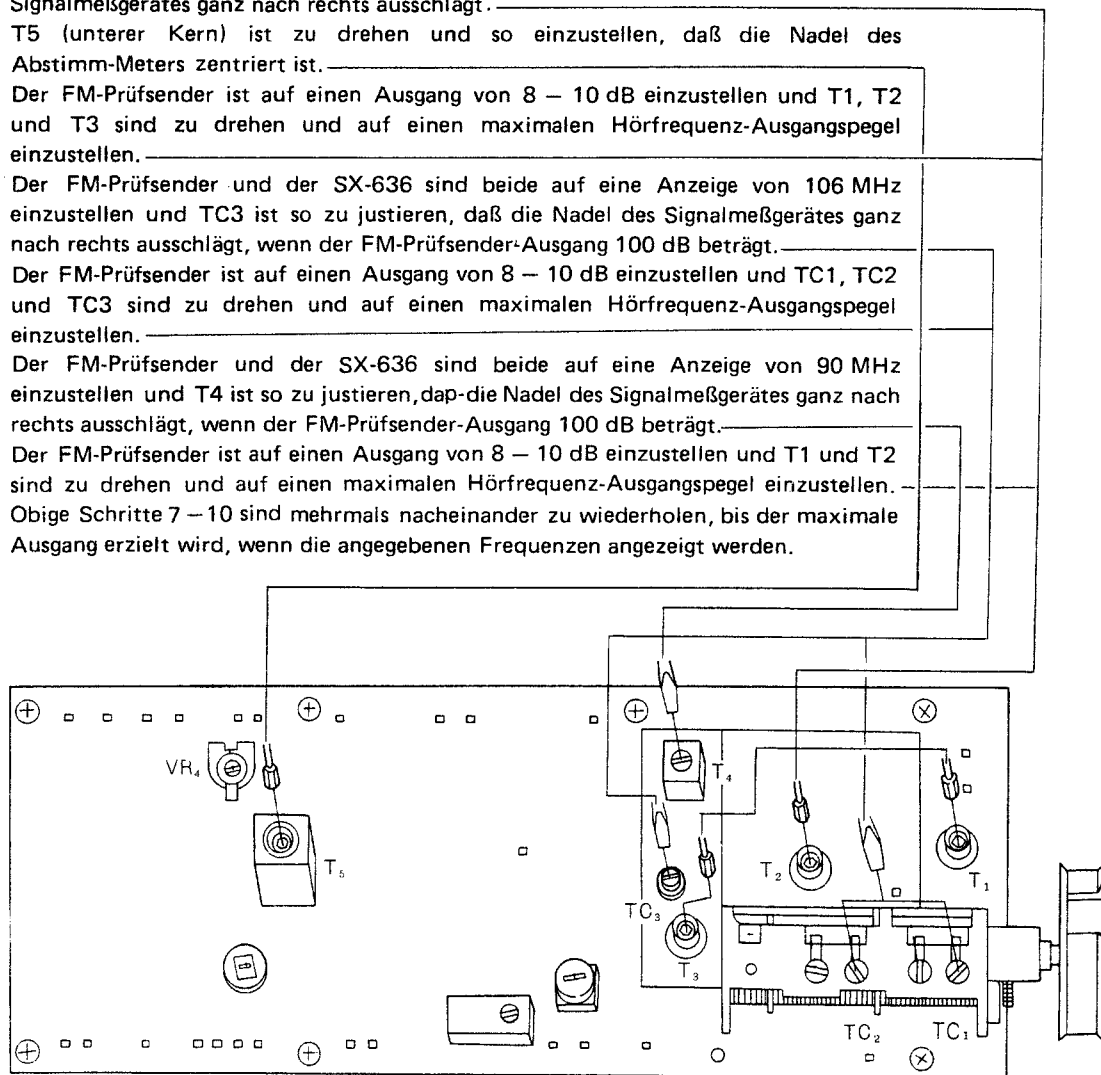 Signalmeßgerätes ganz nach rechts ausschlägt.
T5 (unterer Kern) ist zu drehen und so einzustellen, daß die Nadel des
Abstimm-Meters zentriert ist.
Der FM-Prüfsender ist auf einen Ausgang von 8 – 10 dB einzustellen und T1, T2
und T3 sind zu drehen und auf einen maximalen Hörfrequenz-Ausgangspegel
einzustellen.
Der FM-Prüfsender und der SX-636 sind beide auf eine Anzeige von 106 MHz
einzustellen und TC3 ist so zu justieren, daß die Nadel des Signalmeßgerätes ganz
nach rechts ausschlägt, wenn der FM-Prüfsender-Ausgang 100 dB beträgt.
Der FM-Prüfsender ist auf einen Ausgang von 8 – 10 dB einzustellen und TC1, TC2
und TC3 sind zu drehen und auf einen maximalen Hörfrequenz-Ausgangspegel
einzustellen.
Der FM-Prüfsender und der SX-636 sind beide auf eine Anzeige von 90 MHz
einzustellen und T4 ist so zu justieren, dap-die Nadel des Signalmeßgerätes ganz nach
rechts ausschlägt, wenn der FM-Prüfsender-Ausgang 100 dB beträgt.
Der FM-Prüfsender ist auf einen Ausgang von 8 – 10 dB einzustellen und T1 und T2
sind zu drehen und auf einen maximalen Hörfrequenz-Ausgangspegel einzustellen.
Obige Schritte 7 – 10 sind mehrmals nacheinander zu wiederholen, bis der maximale
Ausgang erzielt wird, wenn die angegebenen Frequenzen angezeigt werden.
VR₄
T₄
T₅
T₂
T₁
TC₃
T₃
TC₂
TC₁